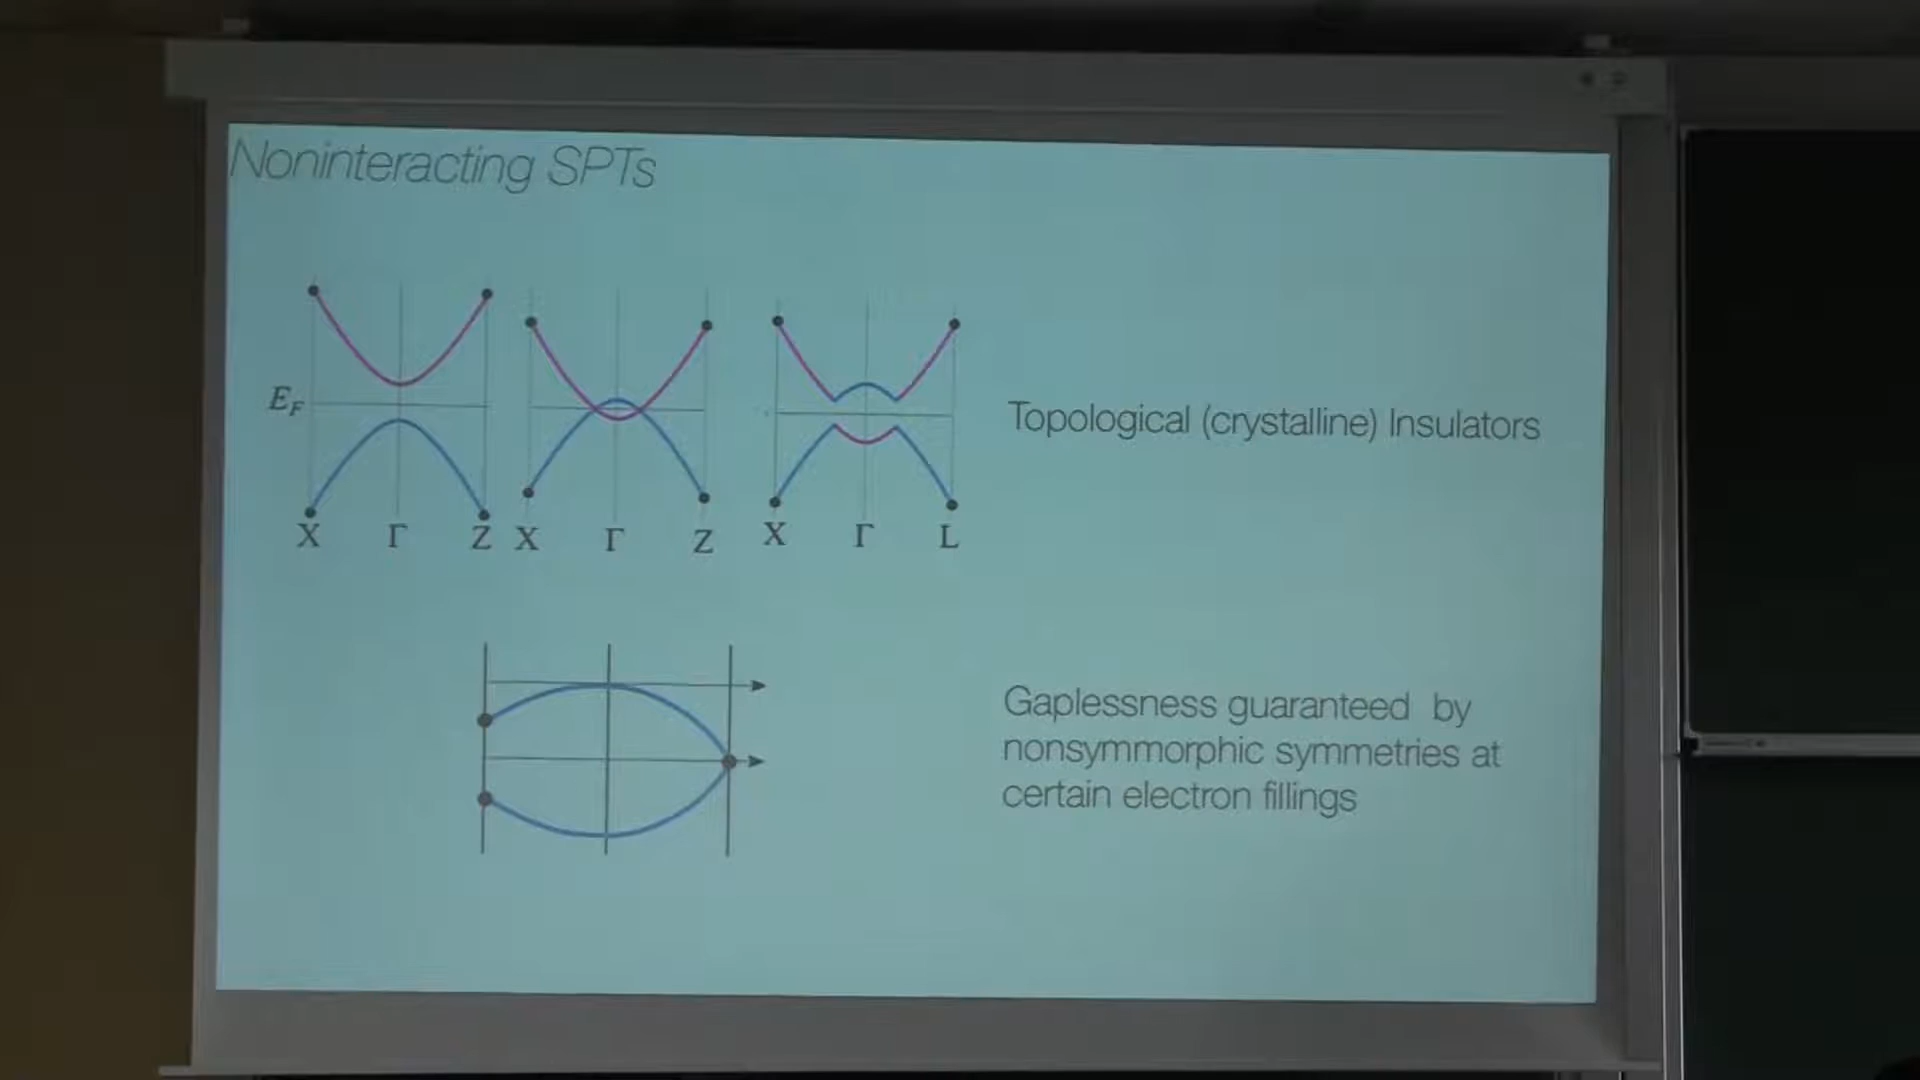 Noninteracting SPTs
E_F
X Γ Z X Γ Z X Γ L
Topological (crystalline) Insulators
Gaplessness guaranteed by
nonsymmorphic symmetries at
certain electron fillings